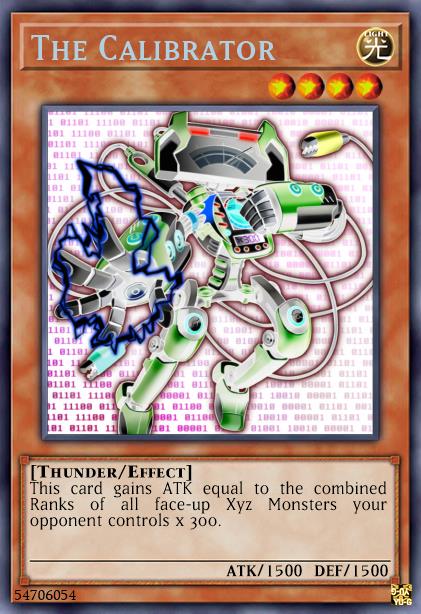 THE CALIBRATOR
LIGHT
光
[THUNDER/EFFECT]
This card gains ATK equal to the combined
Ranks of all face-up Xyz Monsters your
opponent controls x 300.
ATK/1500 DEF/1500
54706054